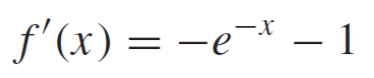 f′(x) = −e⁻ˣ − 1